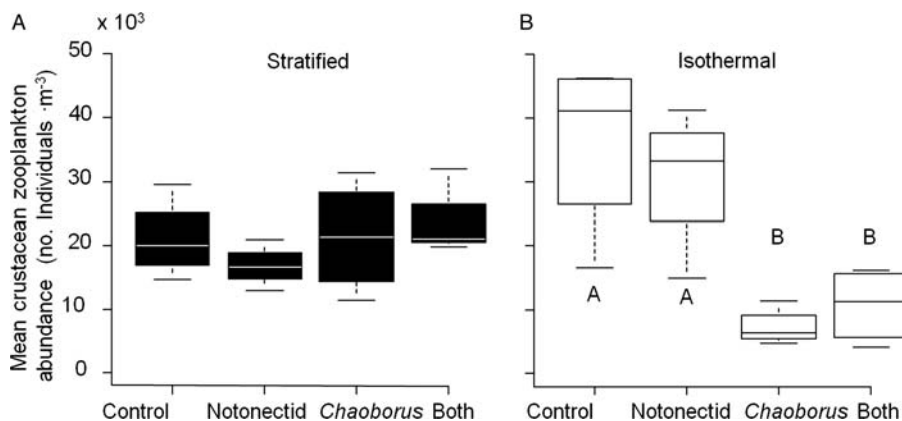 A
x 10³
B
Stratified
Isothermal
Mean crustacean zooplankton
abundance (no. Individuals ·m⁻³)
50
40
30
20
10
0
A
A
B
B
Control
Notonectid
Chaoborus
Both
Control
Notonectid
Chaoborus
Both